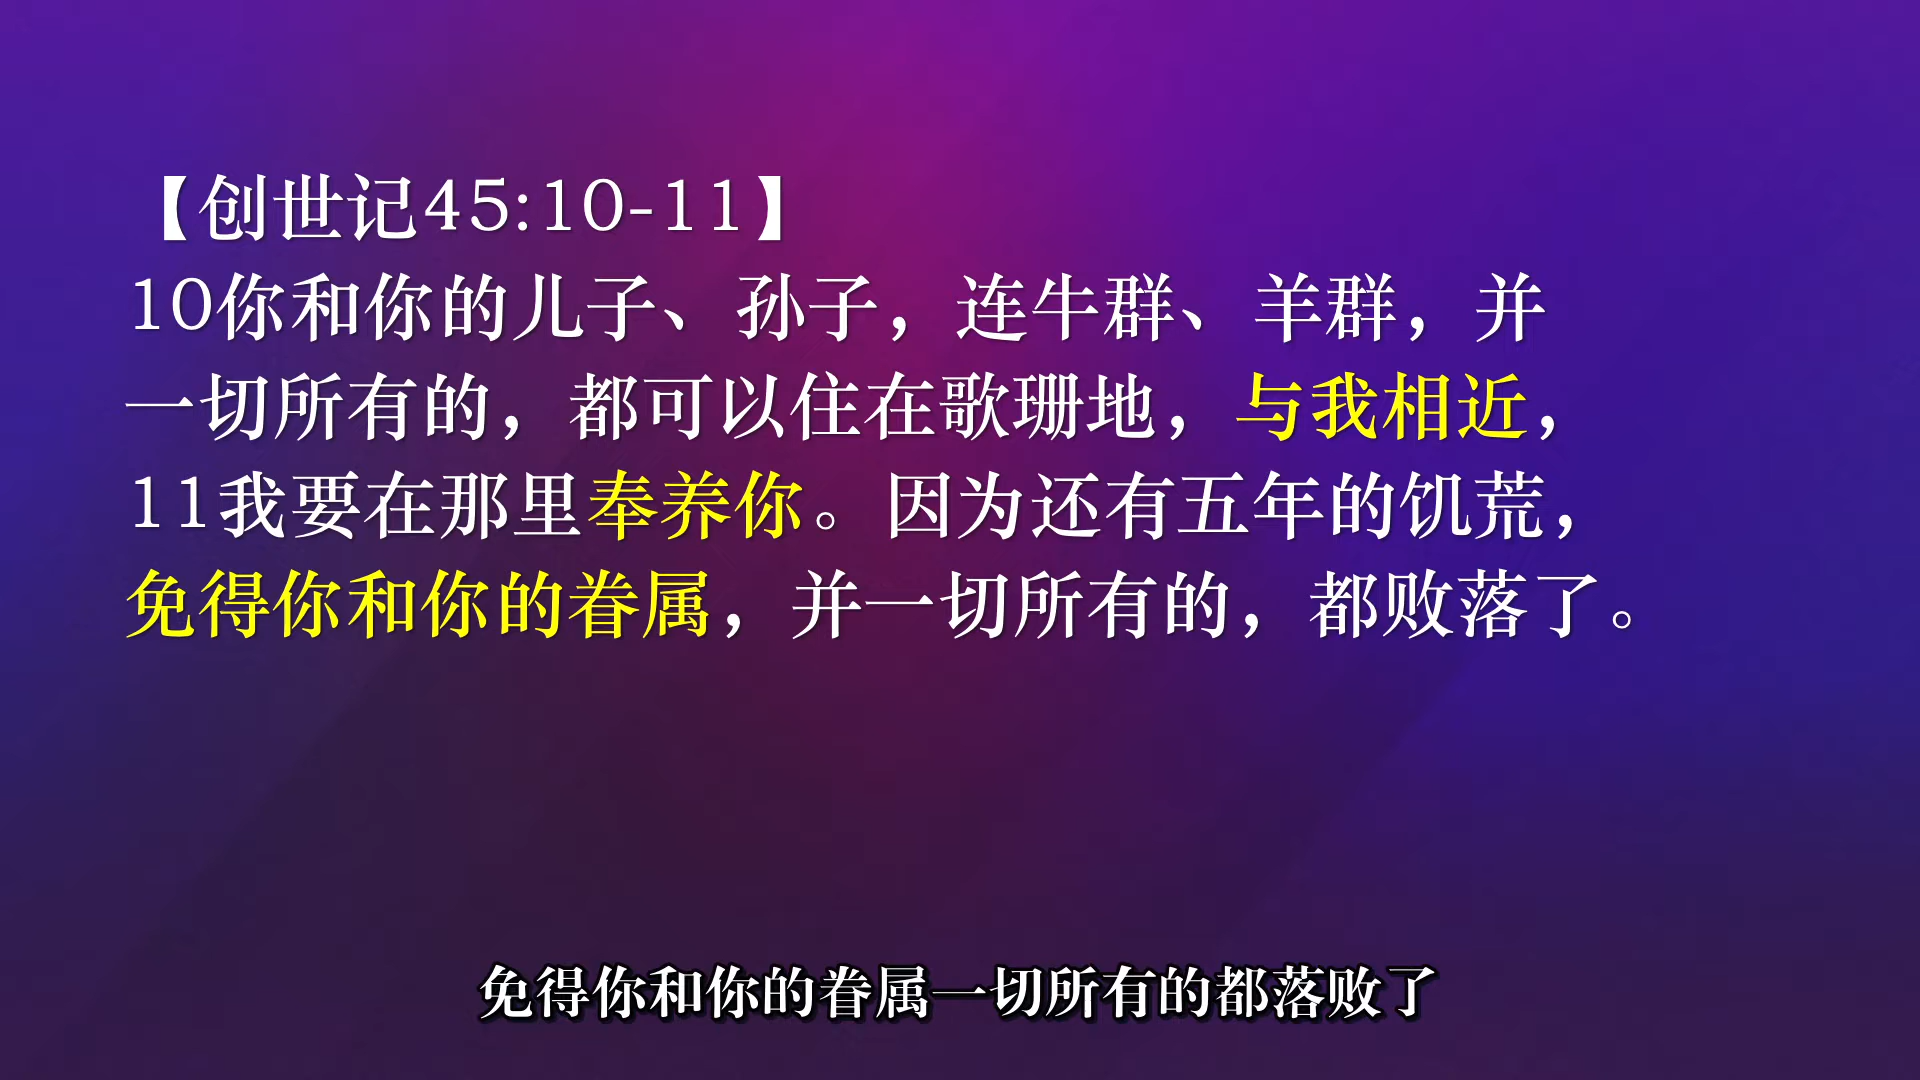 【创世记45:10-11】
10你和你的儿子、孙子，连牛群、羊群，并
一切所有的，都可以住在歌珊地，与我相近，
11我要在那里奉养你。因为还有五年的饥荒，
免得你和你的眷属，并一切所有的，都败落了。
免得你和你的眷属一切所有的都落败了